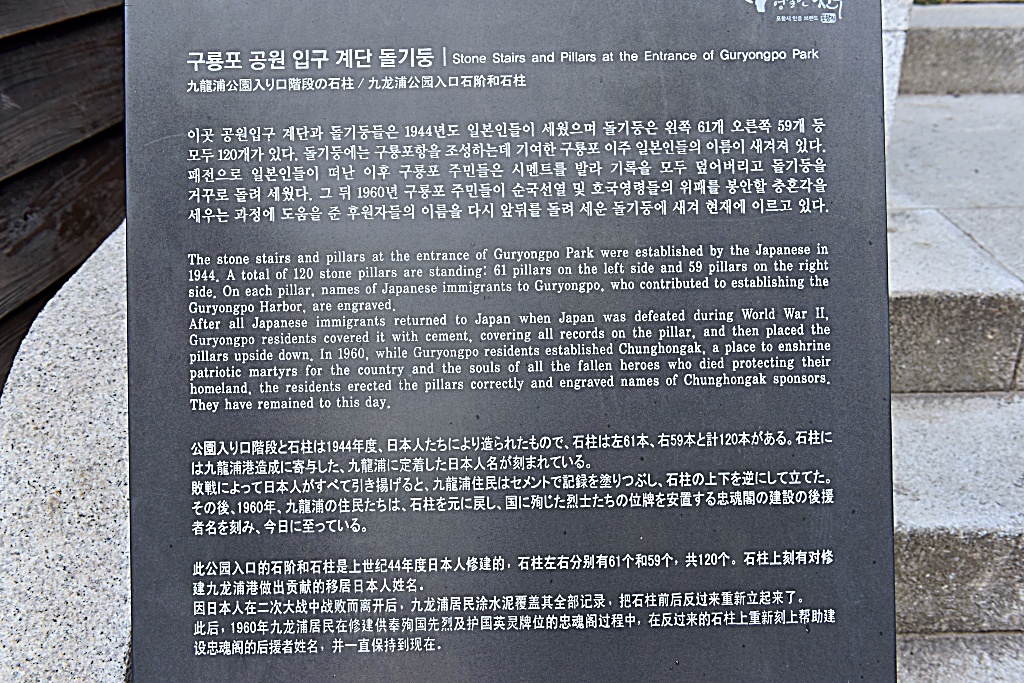 포항시 인증 브랜드
구룡포 공원 입구 계단 돌기둥 | Stone Stairs and Pillars at the Entrance of Guryongpo Park
九龍浦公園入り口階段の石柱 / 九龙浦公园入口石阶和石柱
이곳 공원입구 계단과 돌기둥들은 1944년도 일본인들이 세웠으며 돌기둥은 왼쪽 61개 오른쪽 59개 등
모두 120개가 있다. 돌기둥에는 구룡포항을 조성하는데 기여한 구룡포 이주 일본인들의 이름이 새겨져 있다.
패전으로 일본인들이 떠난 이후 구룡포 주민들은 시멘트를 발라 기록을 모두 덮어버리고 돌기둥을
거꾸로 돌려 세웠다. 그 뒤 1960년 구룡포 주민들이 순국선열 및 호국영령들의 위패를 봉안할 충혼각을
세우는 과정에 도움을 준 후원자들의 이름을 다시 앞뒤를 돌려 세운 돌기둥에 새겨 현재에 이르고 있다.
The stone stairs and pillars at the entrance of Guryongpo Park were established by the Japanese in
1944. A total of 120 stone pillars are standing: 61 pillars on the left side and 59 pillars on the right
side. On each pillar, names of Japanese immigrants to Guryongpo, who contributed to establishing the
Guryongpo Harbor, are engraved.
After all Japanese immigrants returned to Japan when Japan was defeated during World War II,
Guryongpo residents covered it with cement, covering all records on the pillar, and then placed the
pillars upside down. In 1960, while Guryongpo residents established Chunghongak, a place to enshrine
patriotic martyrs for the country and the souls of all the fallen heroes who died protecting their
homeland, the residents erected the pillars correctly and engraved names of Chunghongak sponsors.
They have remained to this day.
公園入り口階段と石柱は1944年度、日本人たちにより造られたもので、石柱は左61本、右59本と計120本がある。石柱に
は九龍浦港造成に寄与した、九龍浦に定着した日本人名が刻まれている。
敗戦によって日本人がすべて引き揚げると、九龍浦住民はセメントで記録を塗りつぶし、石柱の上下を逆にして立てた。
その後、1960年、九龍浦の住民たちは、石柱を元に戻し、国に殉じた烈士たちの位牌を安置する忠魂閣の建設の後援
者名を刻み、今日に至っている。
此公园入口的石阶和石柱是上世纪44年度日本人修建的，石柱左右分别有61个和59个，共120个。石柱上刻有对修
建九龙浦港做出贡献的移居日本人姓名。
因日本人在二次大战中战败而离开后，九龙浦居民涂水泥覆盖其全部记录，把石柱前后反过来重新立起来了。
此后，1960年九龙浦居民在修建供奉殉国先烈及护国英灵牌位的忠魂阁过程中，在反过来的石柱上重新刻上帮助建
设忠魂阁的后援者姓名，并一直保持到现在。